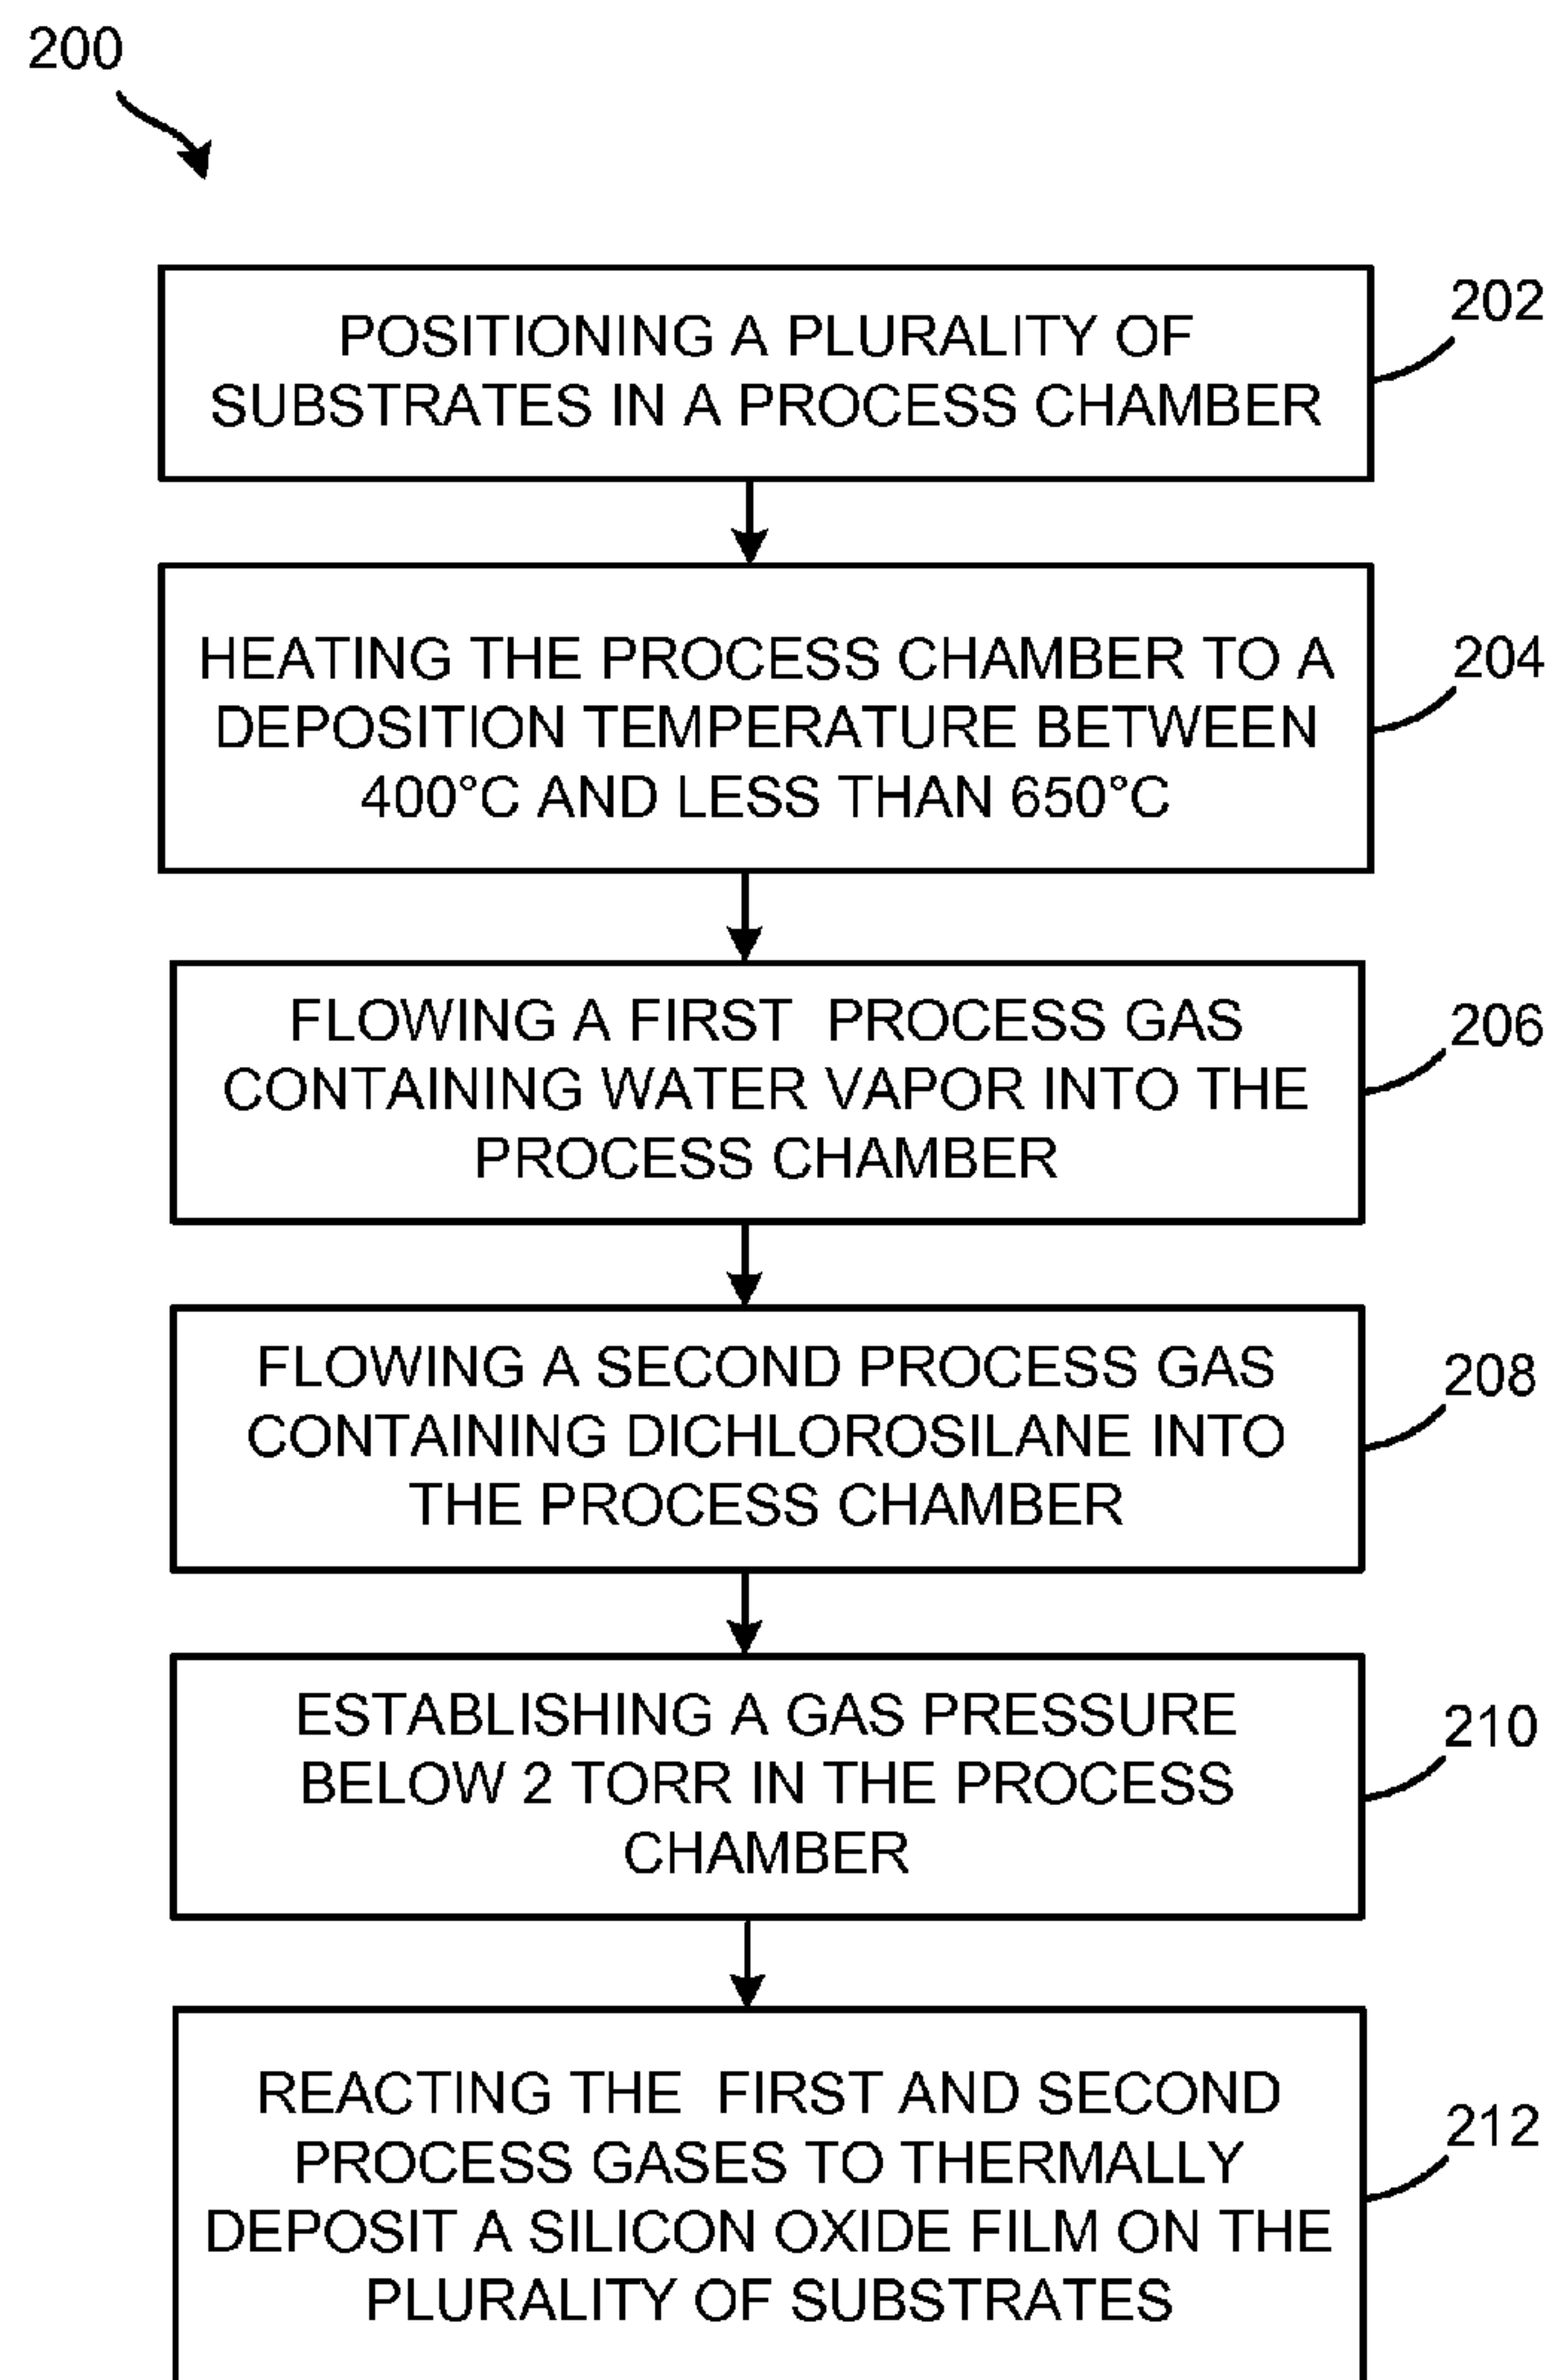 200
POSITIONING A PLURALITY OF
SUBSTRATES IN A PROCESS CHAMBER
202
HEATING THE PROCESS CHAMBER TO A
DEPOSITION TEMPERATURE BETWEEN
400°C AND LESS THAN 650°C
204
FLOWING A FIRST PROCESS GAS
CONTAINING WATER VAPOR INTO THE
PROCESS CHAMBER
206
FLOWING A SECOND PROCESS GAS
CONTAINING DICHLOROSILANE INTO
THE PROCESS CHAMBER
208
ESTABLISHING A GAS PRESSURE
BELOW 2 TORR IN THE PROCESS
CHAMBER
210
REACTING THE FIRST AND SECOND
PROCESS GASES TO THERMALLY
DEPOSIT A SILICON OXIDE FILM ON THE
PLURALITY OF SUBSTRATES
212